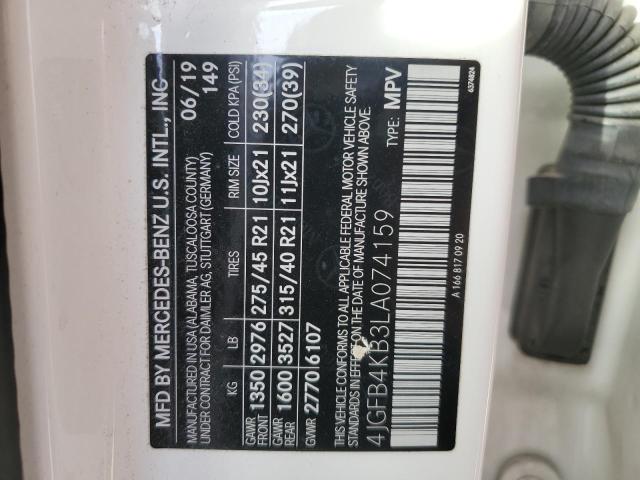 MFD BY MERCEDES-BENZ U.S. INTL., INC
MANUFACTURED IN USA (ALABAMA, TUSCALOOSA COUNTY)
UNDER CONTRACT FOR DAIMLER AG, STUTTGART (GERMANY)
06/19
149
KG LB TIRES RIM SIZE COLD KPA(PSI)
GAWR FRONT 1350 2976 275/45 R21 10Jx21 230(34)
GAWR REAR 1600 3527 315/40 R21 11Jx21 270(39)
GVWR 2770 6107
THIS VEHICLE CONFORMS TO ALL APPLICABLE FEDERAL MOTOR VEHICLE SAFETY
STANDARDS IN EFFECT ON THE DATE OF MANUFACTURE SHOWN ABOVE.
4JGFB4KB3LA074159 TYPE: MPV
A 166 817 09 20
6374824